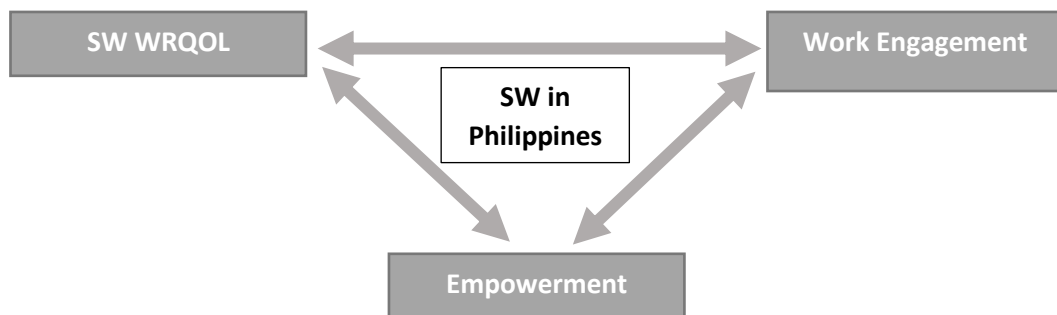 SW WRQOL
Work Engagement
SW in
Philippines
Empowerment